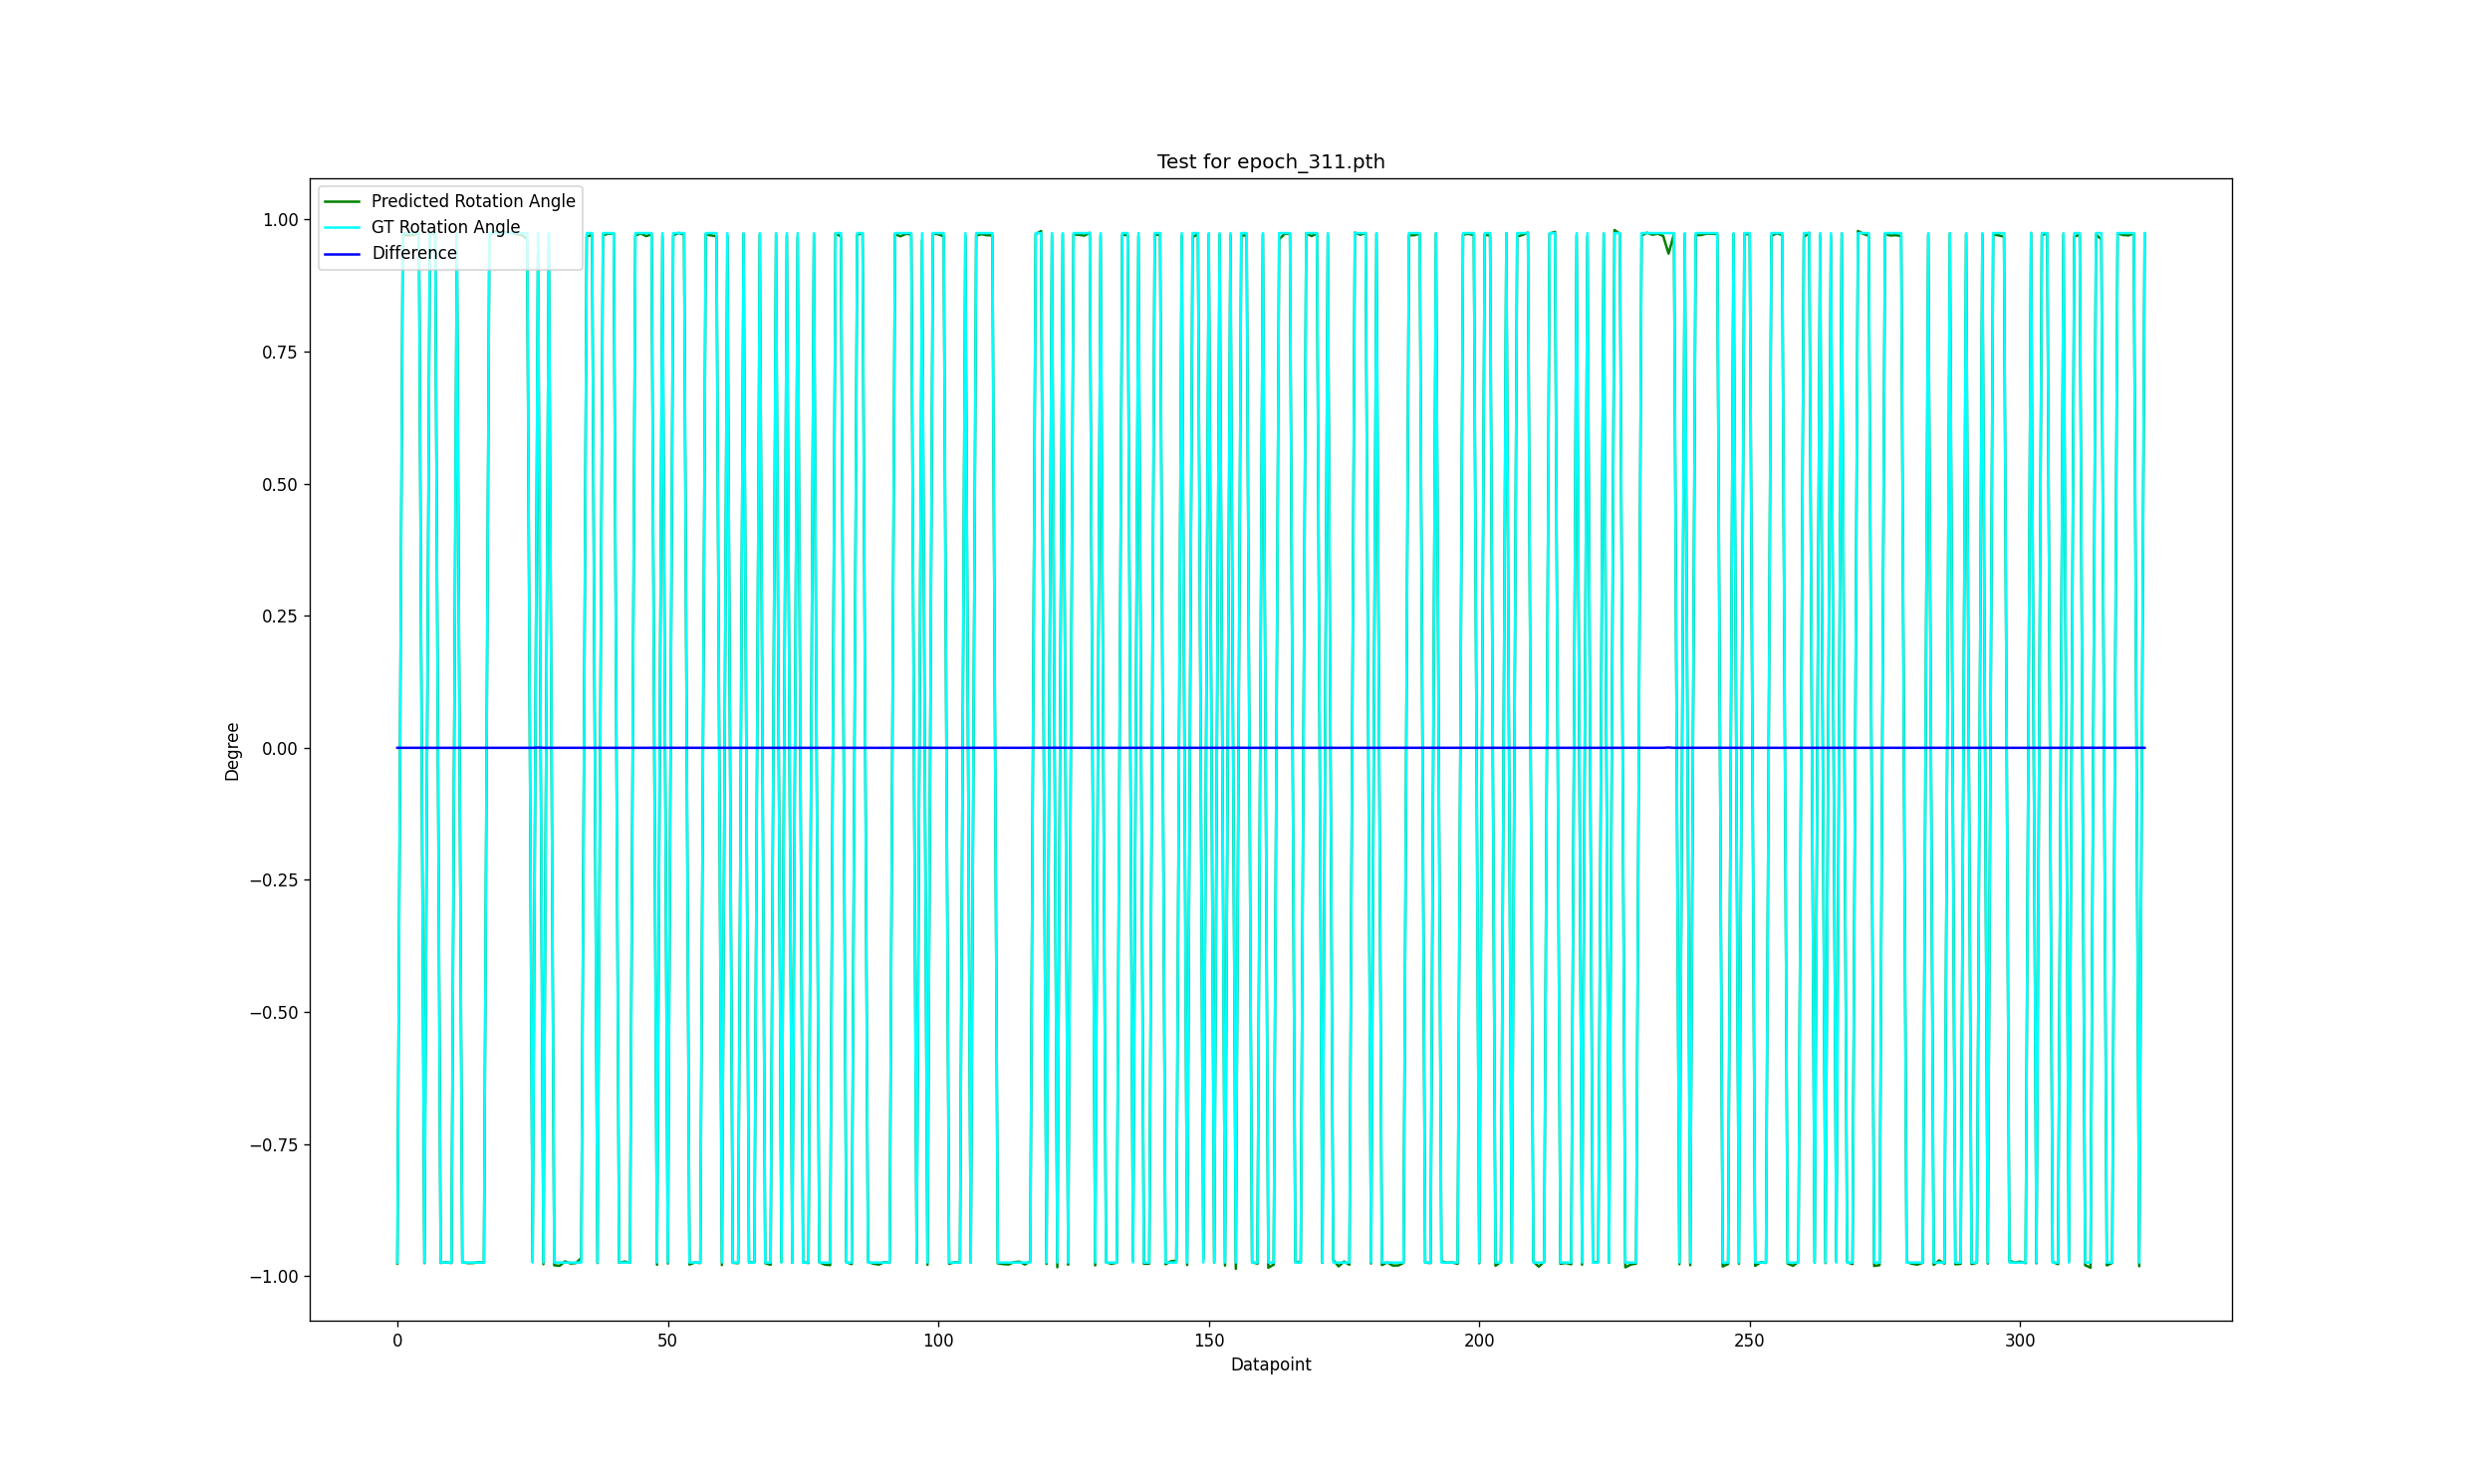 Test for epoch_311.pth
Predicted Rotation Angle
GT Rotation Angle
Difference
1.00
0.75
0.50
0.25
0.00
−0.25
−0.50
−0.75
−1.00
Degree
0 50 100 150 200 250 300
Datapoint